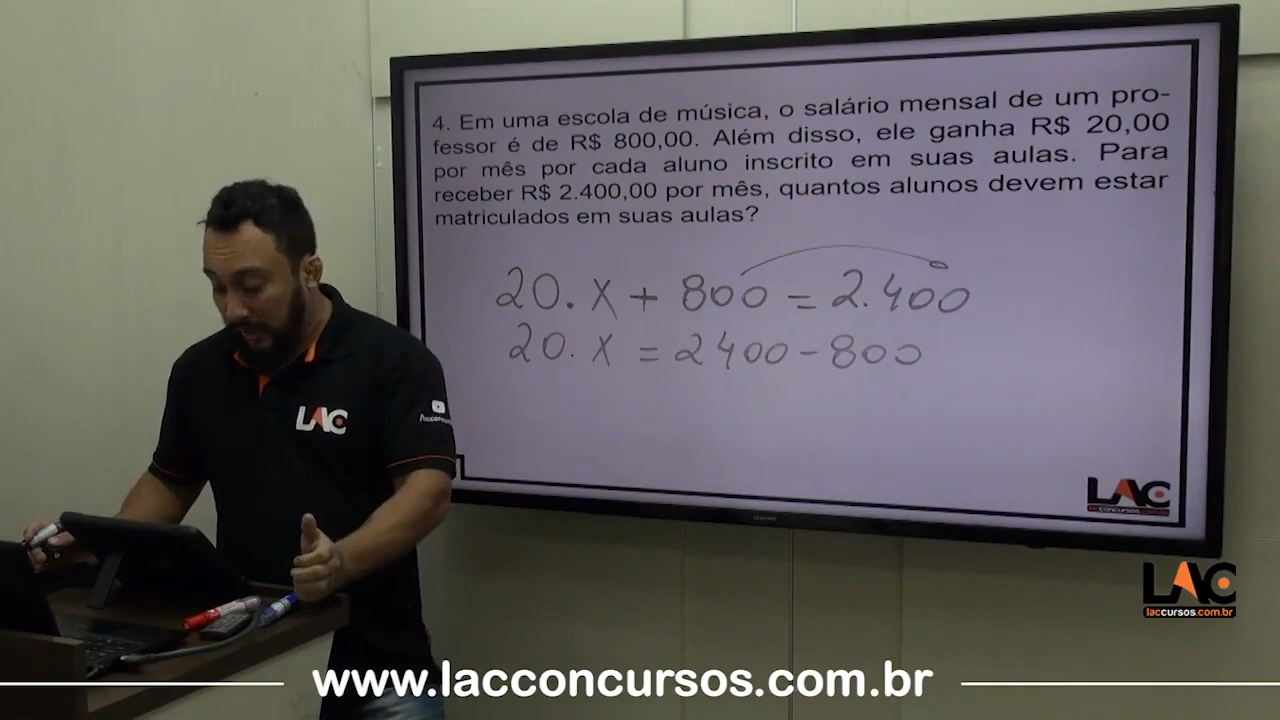 4. Em uma escola de música, o salário mensal de um pro-
fessor é de R$ 800,00. Além disso, ele ganha R$ 20,00
por mês por cada aluno inscrito em suas aulas. Para
receber R$ 2.400,00 por mês, quantos alunos devem estar
matriculados em suas aulas?
20. X + 800 = 2.400
20. X = 2400 - 800
LAC
LAC
lacconcursos.com.br
LAC
laccursos.com.br
www.lacconcursos.com.br